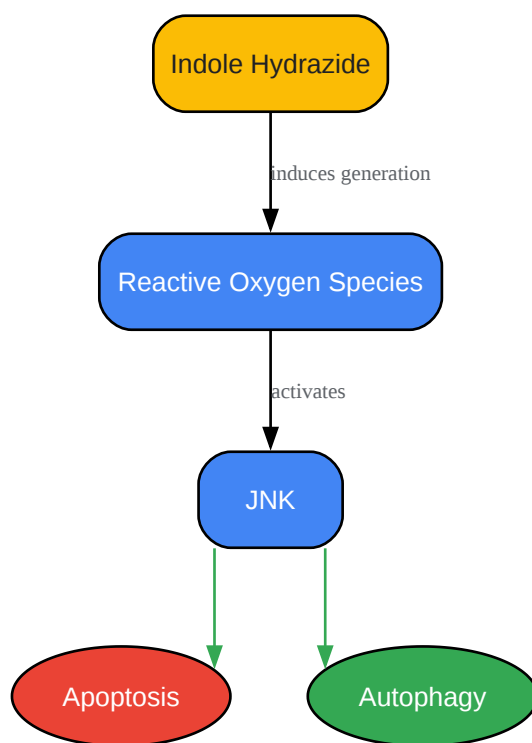 Indole Hydrazide
induces generation
Reactive Oxygen Species
activates
JNK
Apoptosis
Autophagy